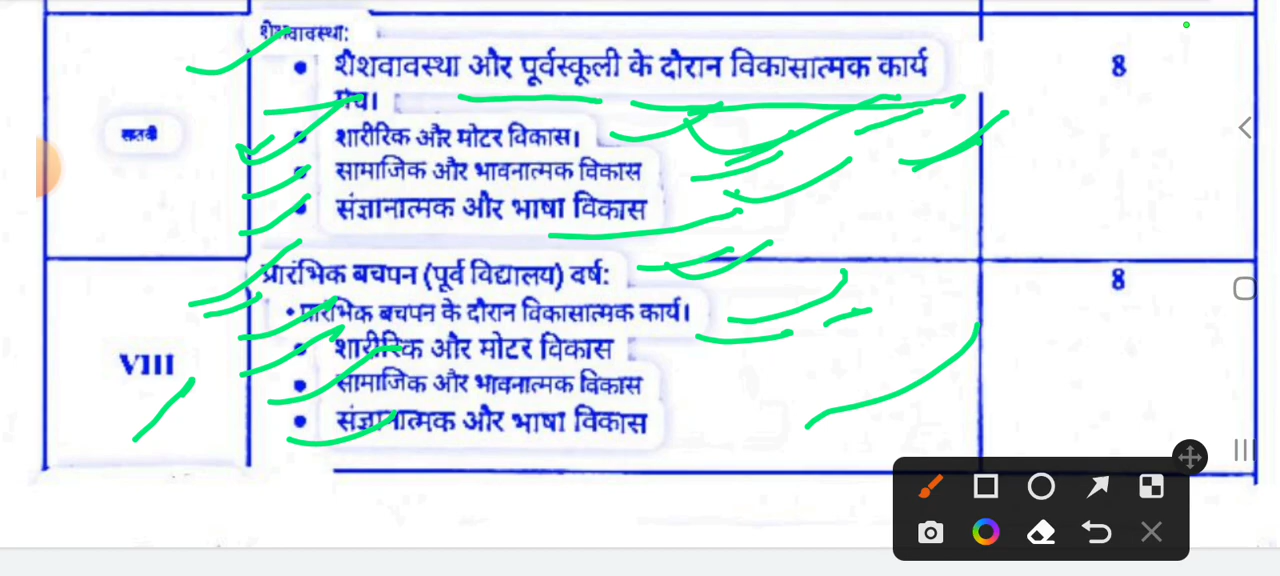 शैशवावस्था:
• शैशवावस्था और पूर्वस्कूली के दौरान विकासात्मक कार्य 8
मंच।
सातवीं
• शारीरिक और मोटर विकास।
• सामाजिक और भावनात्मक विकास
• संज्ञानात्मक और भाषा विकास
प्रारंभिक बचपन (पूर्व विद्यालय) वर्ष: 8
• प्रारंभिक बचपन के दौरान विकासात्मक कार्य।
VIII
• शारीरिक और मोटर विकास
• सामाजिक और भावनात्मक विकास
• संज्ञानात्मक और भाषा विकास